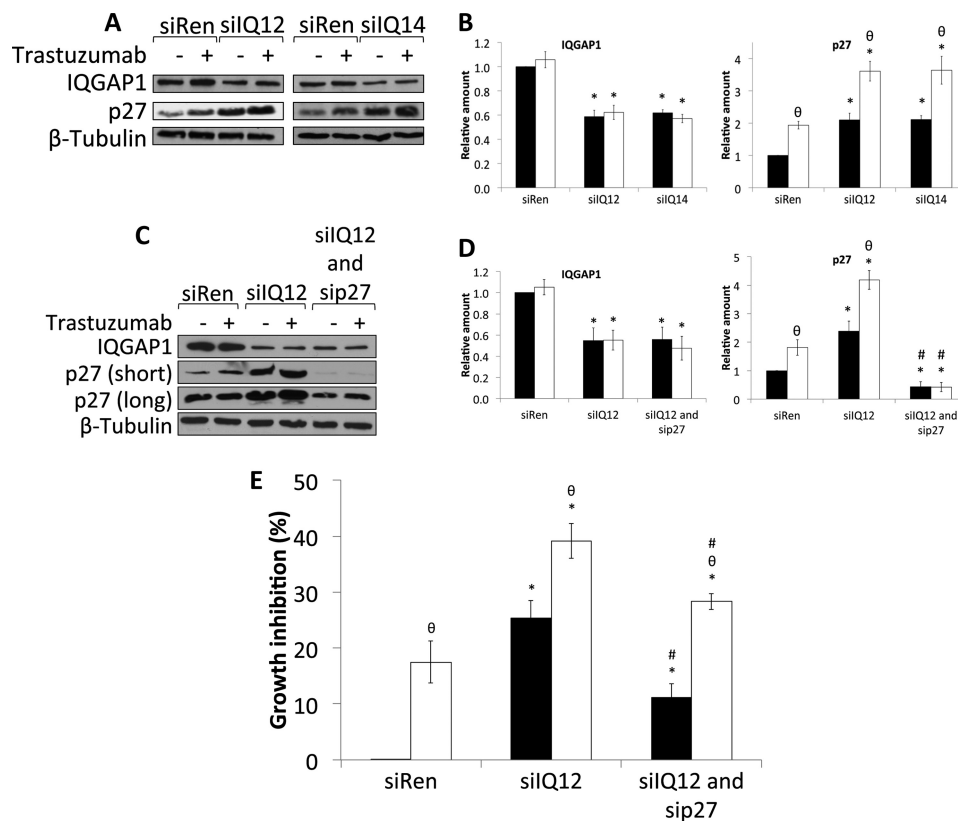 A
siRen siIQ12 siRen siIQ14
Trastuzumab - + - + - + - +
IQGAP1
p27
β-Tubulin
B
IQGAP1
Relative amount
1.2
1.0
0.8
0.6
0.4
0.2
0.0
* * * *
siRen siIQ12 siIQ14
p27
Relative amount
4
3
2
1
0
θ * θ * * θ *
siRen siIQ12 siIQ14
C
siRen siIQ12 siIQ12
and
sip27
Trastuzumab - + - + - +
IQGAP1
p27 (short)
p27 (long)
β-Tubulin
D
IQGAP1
Relative amount
1.2
1.0
0.8
0.6
0.4
0.2
0
* * * *
siRen siIQ12 siIQ12 and
sip27
p27
Relative amount
5
4
3
2
1
0
θ * θ * # * # *
siRen siIQ12 siIQ12 and
sip27
E
Growth inhibition (%)
50
40
30
20
10
0
θ * θ * # * # θ *
siRen siIQ12 siIQ12 and
sip27